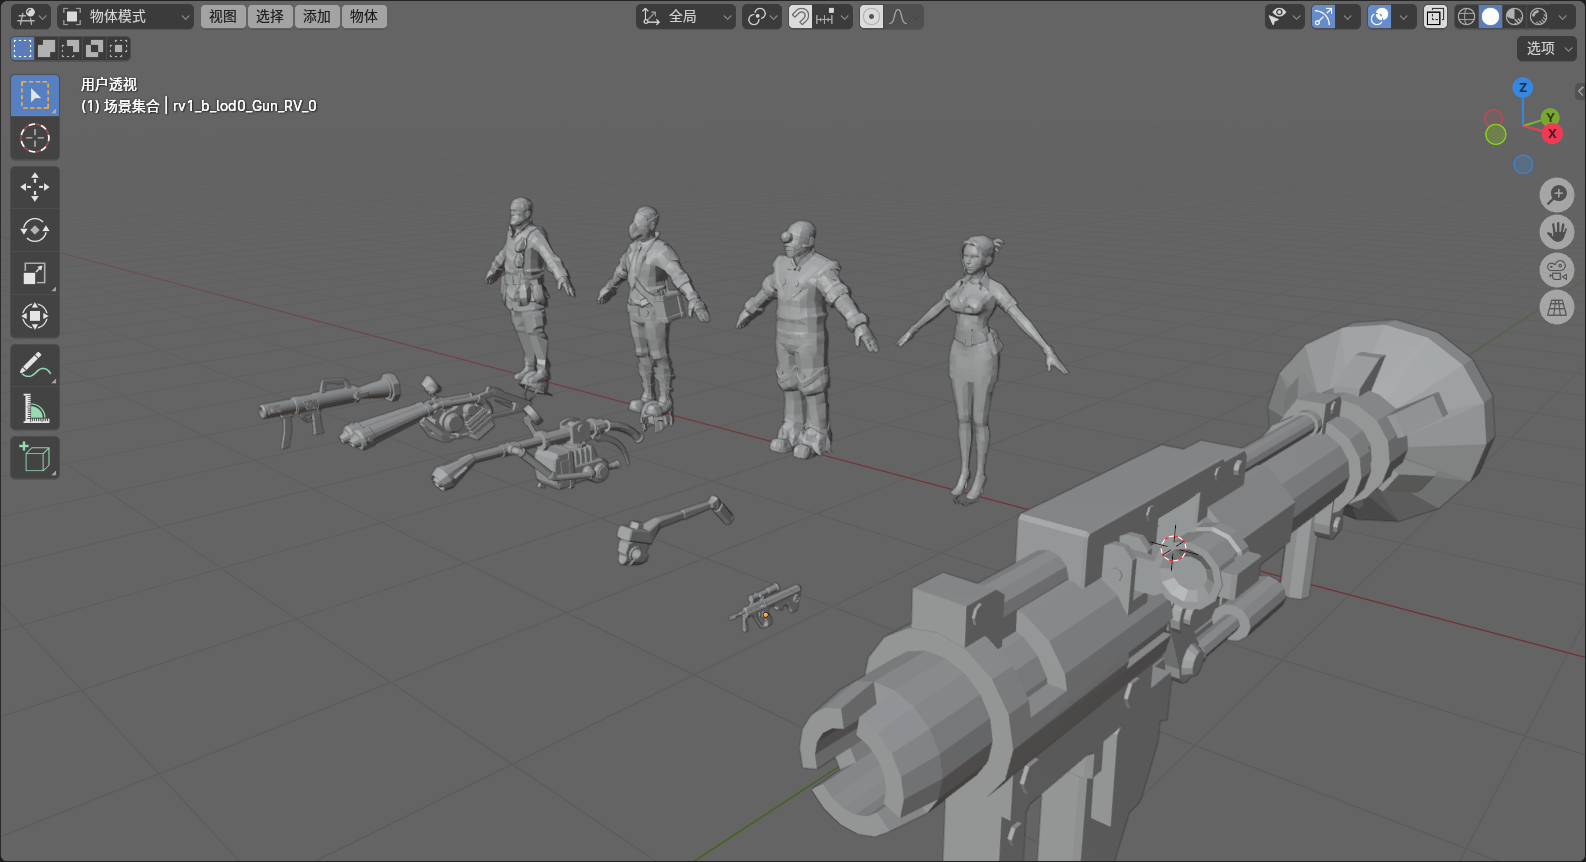 物体模式 视图 选择 添加 物体 全局
选项
用户透视
(1) 场景集合 | rv1_b_lod0_Gun_RV_0
Z
Y
X